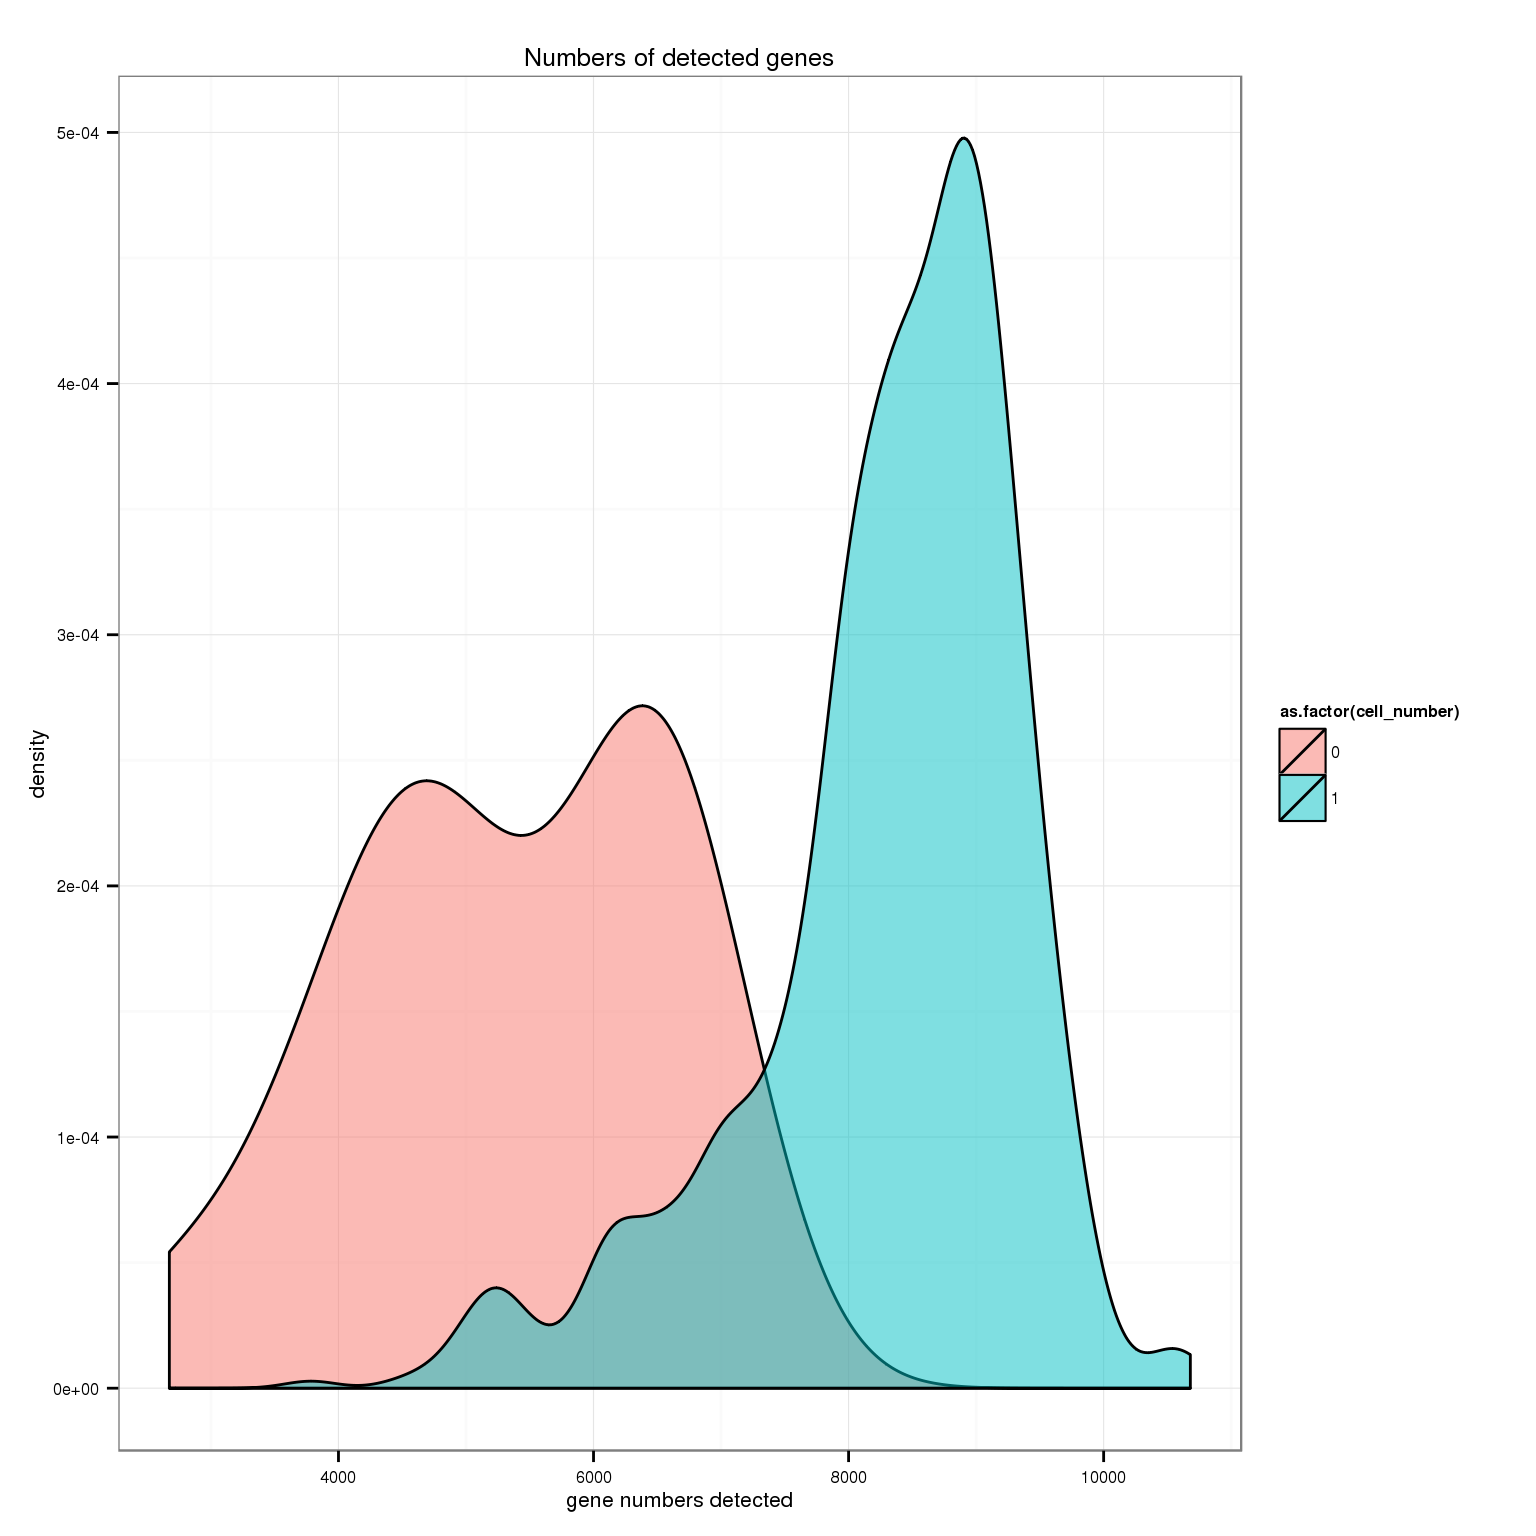 Numbers of detected genes
5e-04
4e-04
3e-04
2e-04
1e-04
0e+00
density
4000 6000 8000 10000
gene numbers detected
as.factor(cell_number)
0
1